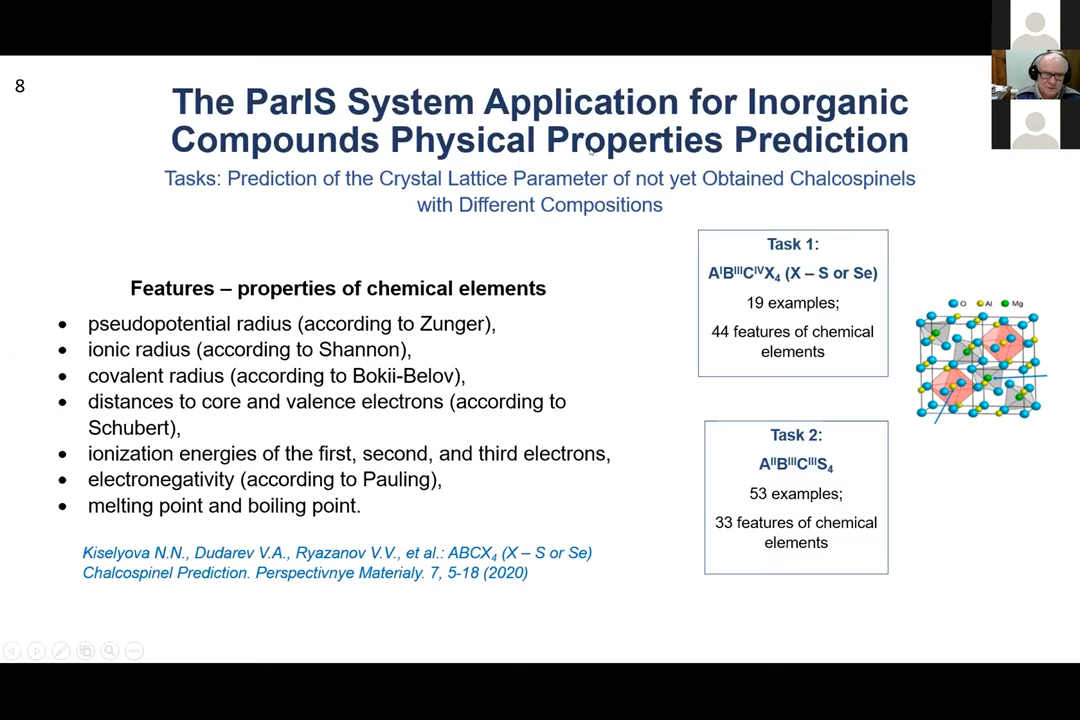 8
The ParIS System Application for Inorganic
Compounds Physical Properties Prediction
Tasks: Prediction of the Crystal Lattice Parameter of not yet Obtained Chalcospinels
with Different Compositions
Features – properties of chemical elements
• pseudopotential radius (according to Zunger),
• ionic radius (according to Shannon),
• covalent radius (according to Bokii-Belov),
• distances to core and valence electrons (according to
Schubert),
• ionization energies of the first, second, and third electrons,
• electronegativity (according to Pauling),
• melting point and boiling point.
Kiselyova N.N., Dudarev V.A., Ryazanov V.V., et al.: ABCX₄ (X – S or Se)
Chalcospinel Prediction. Perspectivnye Materialy. 7, 5-18 (2020)
Task 1:
AᴵBᴵᴵᴵCᴵⱽX₄ (X – S or Se)
19 examples;
44 features of chemical
elements
Task 2:
AᴵᴵBᴵᴵᴵCᴵᴵᴵS₄
53 examples;
33 features of chemical
elements
O Al Mg